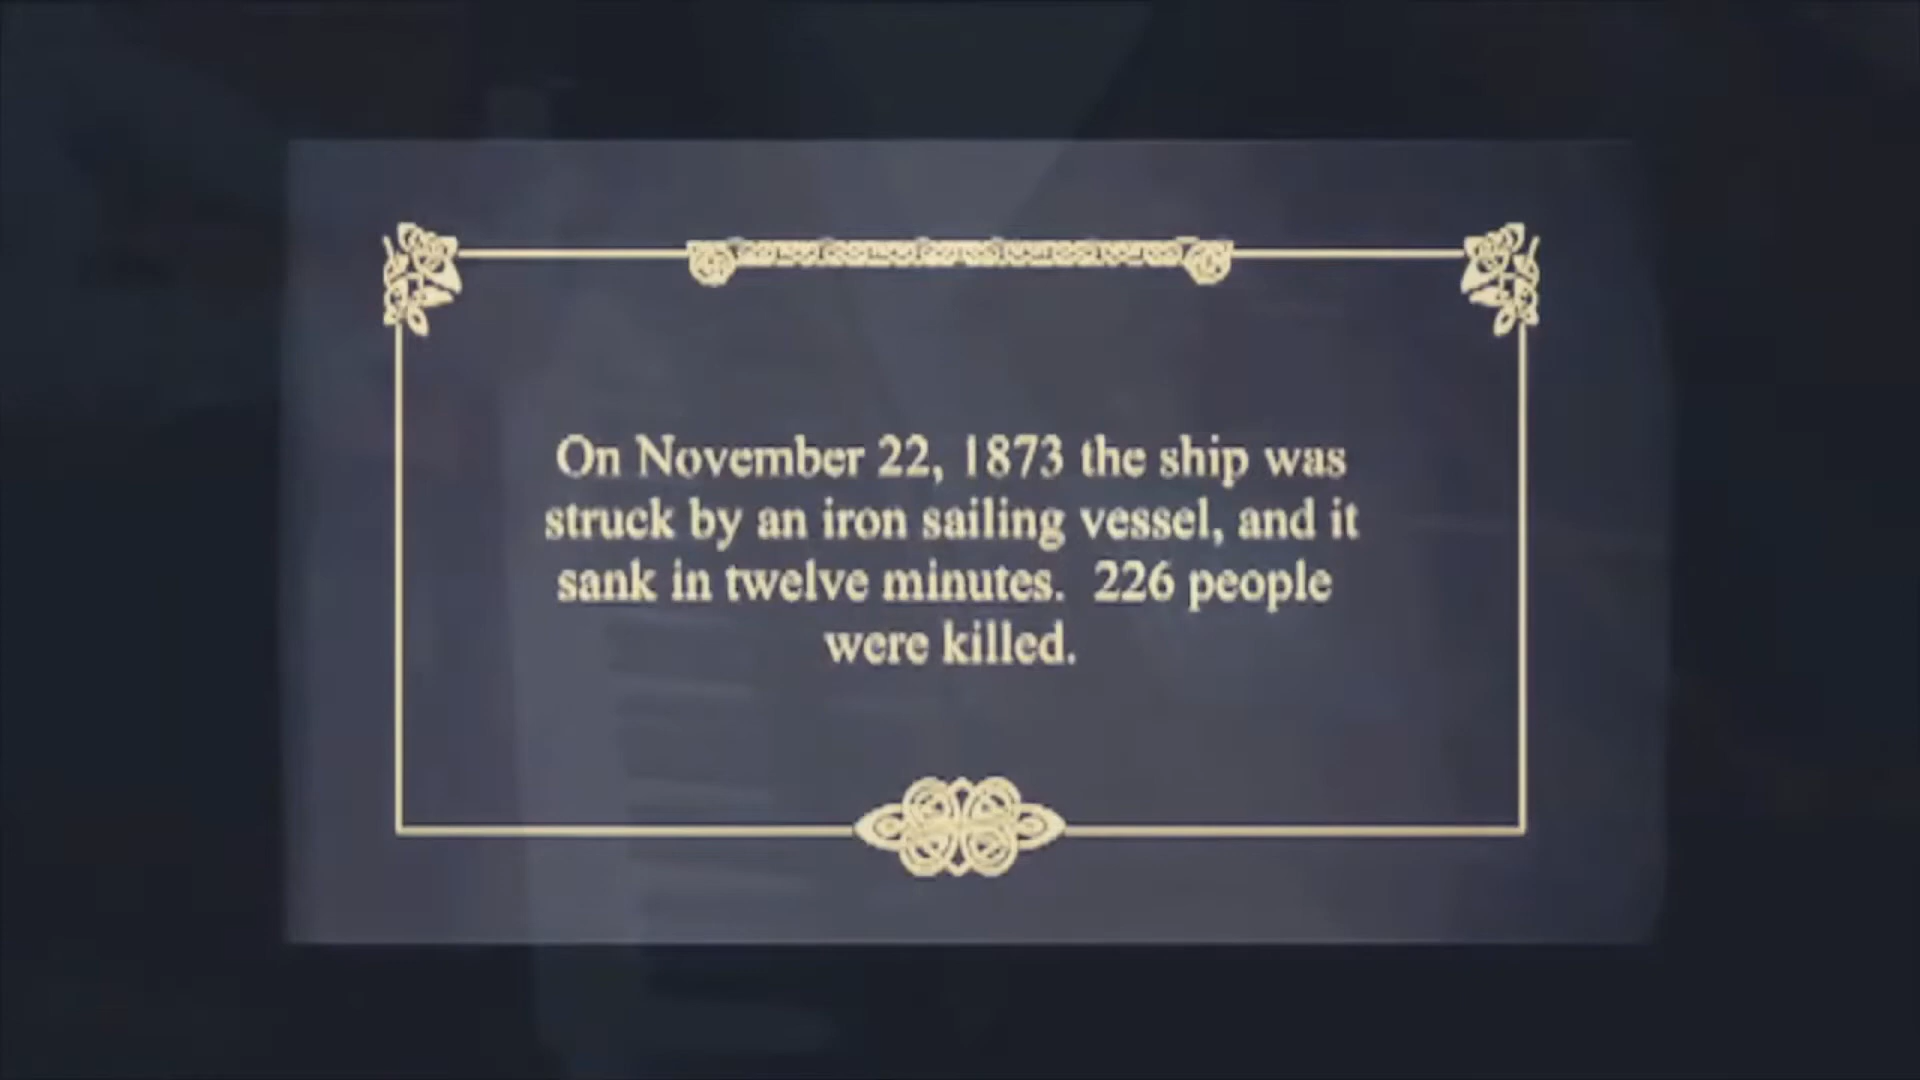 On November 22, 1873 the ship was
struck by an iron sailing vessel, and it
sank in twelve minutes.  226 people
were killed.